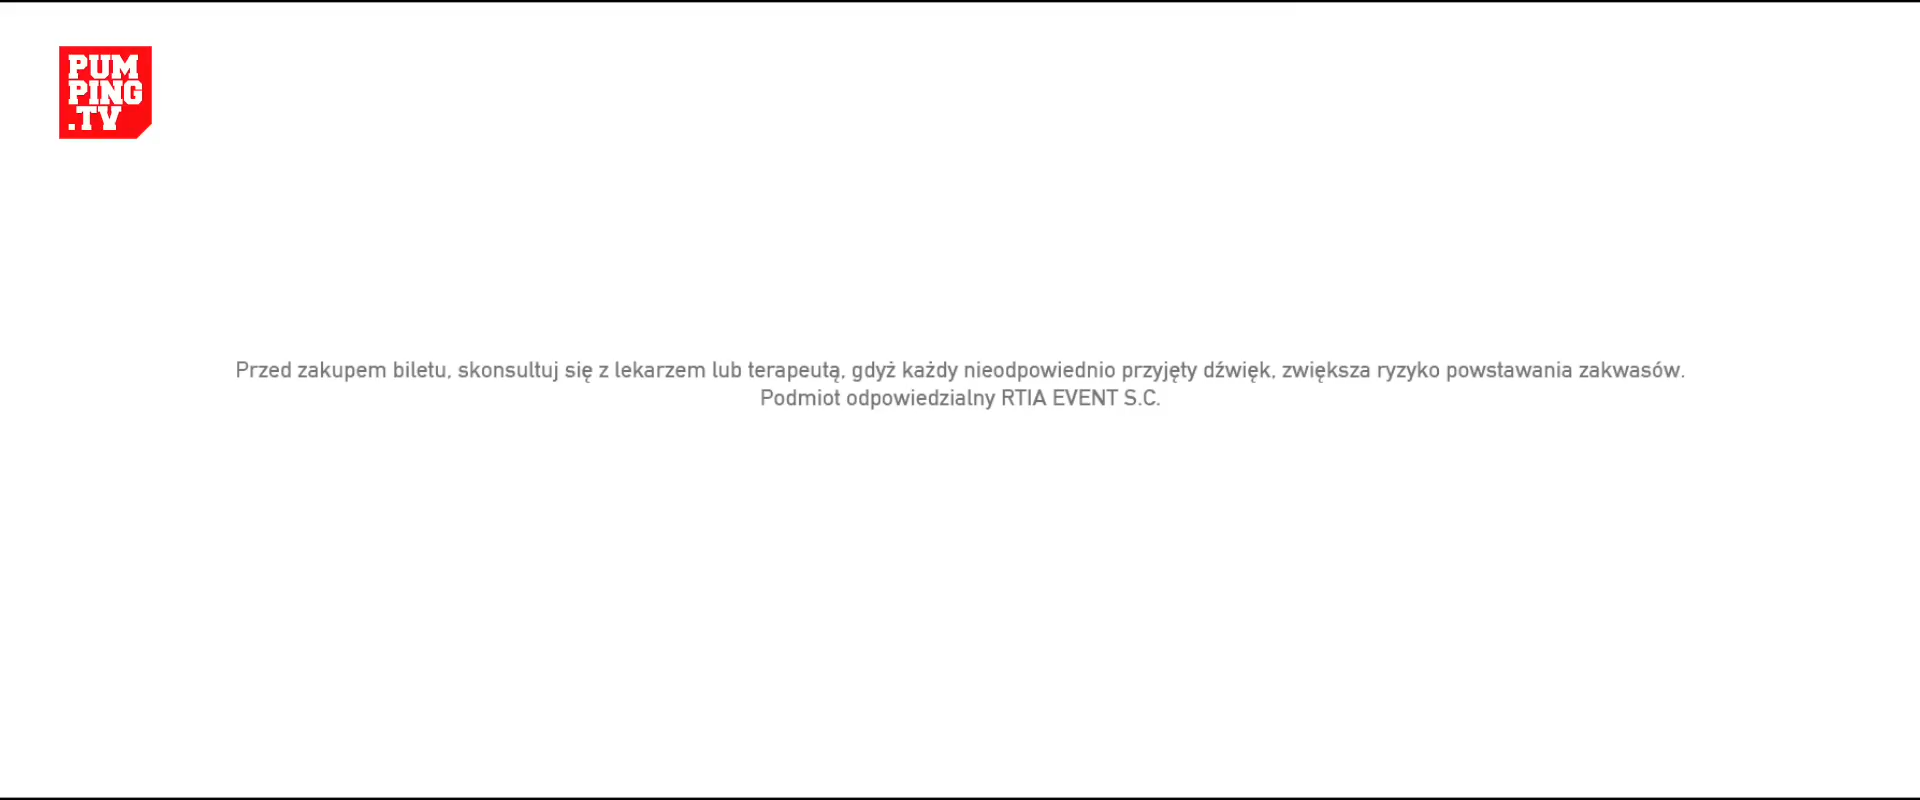 PUM
PING
.TV
Przed zakupem biletu, skonsultuj się z lekarzem lub terapeutą, gdyż każdy nieodpowiednio przyjęty dźwięk, zwiększa ryzyko powstawania zakwasów.
Podmiot odpowiedzialny RTIA EVENT S.C.